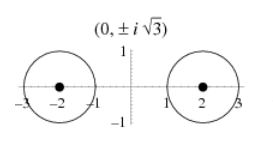 (0, ± i √3)
1
–3 –2 –1 1 2 3
–1